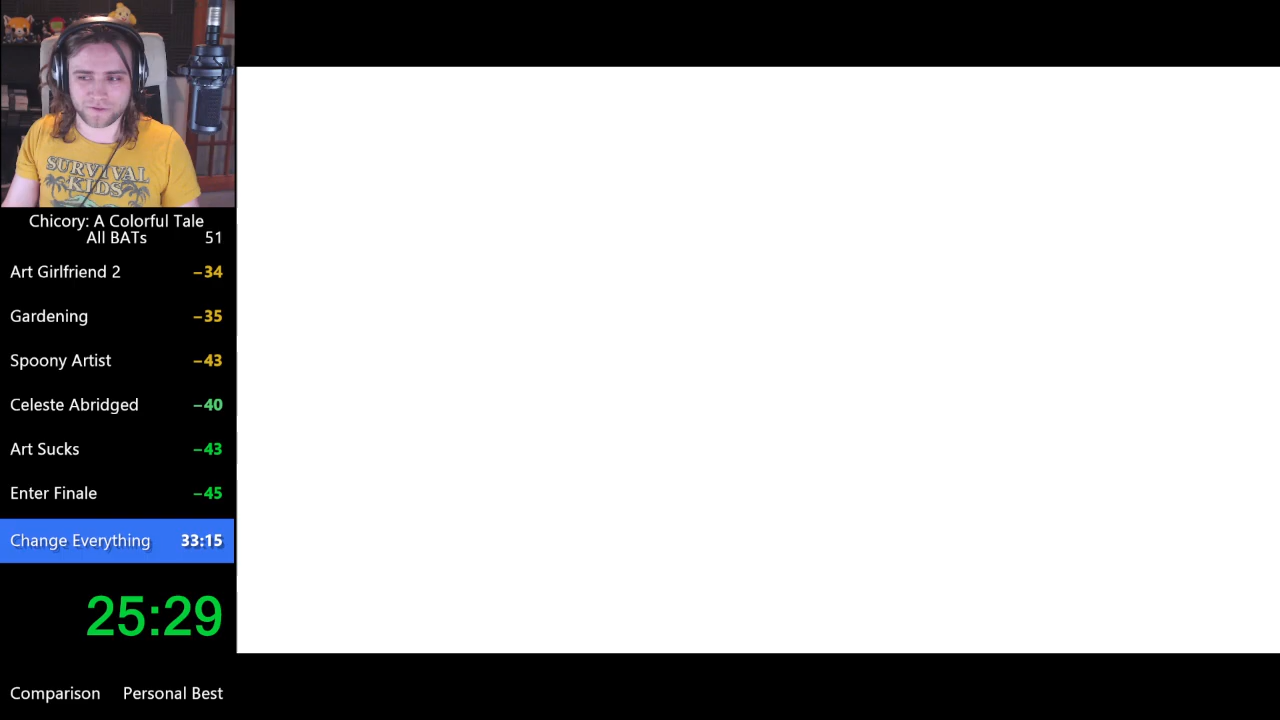 SURVIVAL
KIDS
Chicory: A Colorful Tale
All BATs 51
Art Girlfriend 2 −34
Gardening −35
Spoony Artist −43
Celeste Abridged −40
Art Sucks −43
Enter Finale −45
Change Everything 33:15
25:29
Comparison Personal Best